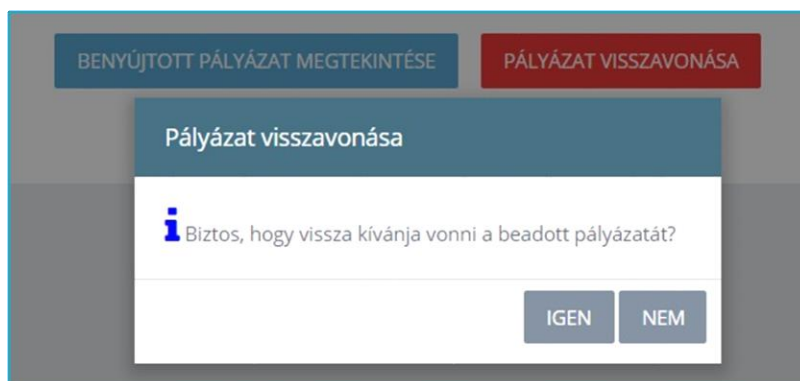 BENYÚJTOTT PÁLYÁZAT MEGTEKINTÉSE
PÁLYÁZAT VISSZAVONÁSA
Pályázat visszavonása
Biztos, hogy vissza kívánja vonni a beadott pályázatát?
IGEN
NEM